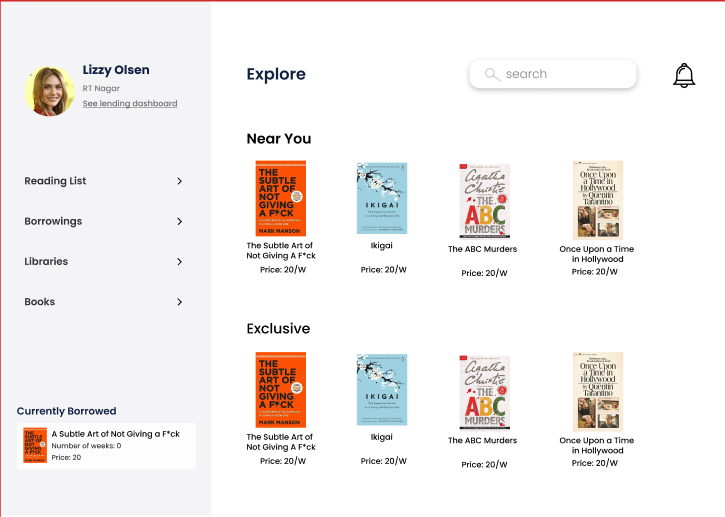 Lizzy Olsen
RT Nagar
See lending dashboard
Reading List
Borrowings
Libraries
Books
Currently Borrowed
THE
SUBTLE
ART OF
NOT
GIVING
A F*CK
A Subtle Art of Not Giving a F*ck
Number of weeks: 0
Price: 20
Explore
search
Near You
THE
SUBTLE
ART OF
NOT
GIVING
A F*CK
MARK MANSON
The Subtle Art of
Not Giving A F*ck
Price: 20/W
IKIGAI
Ikigai
Price: 20/W
Agatha
Christie
THE
ABC
MURDERS
The ABC Murders
Price: 20/W
Once Upon
a Time in
Hollywood
by Quentin
Tarantino
Once Upon a Time
in Hollywood
Price: 20/W
Exclusive
THE
SUBTLE
ART OF
NOT
GIVING
A F*CK
MARK MANSON
The Subtle Art of
Not Giving A F*ck
Price: 20/W
IKIGAI
Ikigai
Price: 20/W
Agatha
Christie
THE
ABC
MURDERS
The ABC Murders
Price: 20/W
Once Upon
a Time in
Hollywood
by Quentin
Tarantino
Once Upon a Time
in Hollywood
Price: 20/W